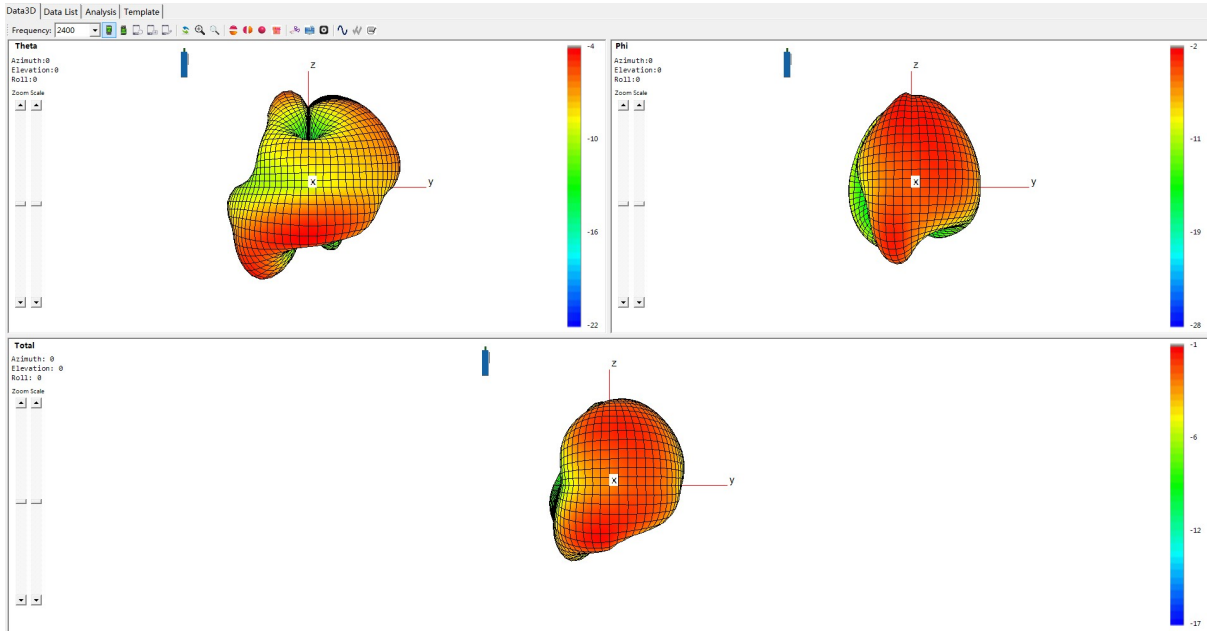 Data3D Data List Analysis Template
Frequency: 2400
Theta
Azimuth:0
Elevation:0
Roll:0
Zoom Scale
z
x
y
-4
-10
-16
-22
Phi
Azimuth:0
Elevation:0
Roll:0
Zoom Scale
z
x
y
-2
-11
-19
-28
Total
Azimuth: 0
Elevation: 0
Roll: 0
Zoom Scale
z
x
y
-1
-6
-12
-17